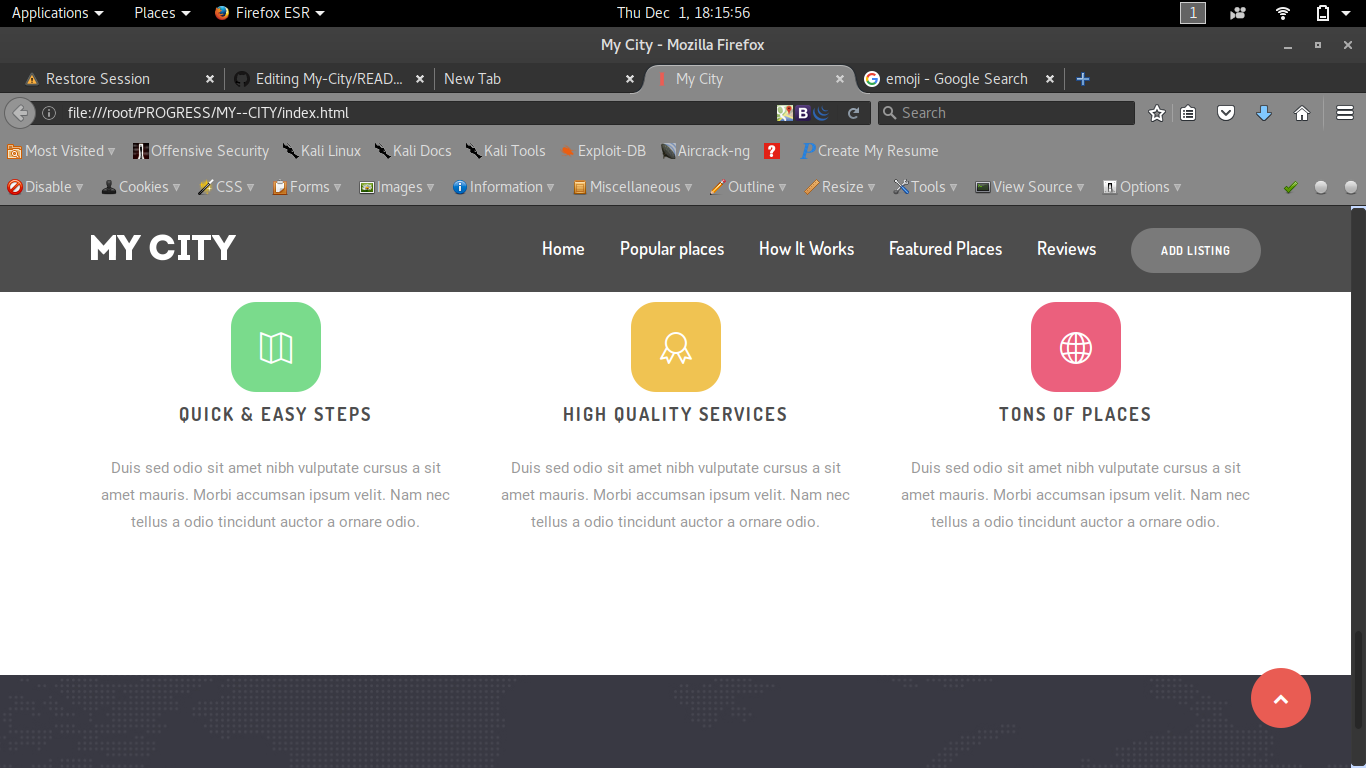 Applications Places Firefox ESR Thu Dec 1, 18:15:56 1
My City - Mozilla Firefox
Restore Session Editing My-City/READ... New Tab My City emoji - Google Search
file:///root/PROGRESS/MY--CITY/index.html B Search
Most Visited Offensive Security Kali Linux Kali Docs Kali Tools Exploit-DB Aircrack-ng ? P Create My Resume
Disable Cookies CSS Forms Images Information Miscellaneous Outline Resize Tools View Source Options
MY CITY Home Popular places How It Works Featured Places Reviews ADD LISTING
QUICK & EASY STEPS HIGH QUALITY SERVICES TONS OF PLACES
Duis sed odio sit amet nibh vulputate cursus a sit Duis sed odio sit amet nibh vulputate cursus a sit Duis sed odio sit amet nibh vulputate cursus a sit
amet mauris. Morbi accumsan ipsum velit. Nam nec amet mauris. Morbi accumsan ipsum velit. Nam nec amet mauris. Morbi accumsan ipsum velit. Nam nec
tellus a odio tincidunt auctor a ornare odio. tellus a odio tincidunt auctor a ornare odio. tellus a odio tincidunt auctor a ornare odio.